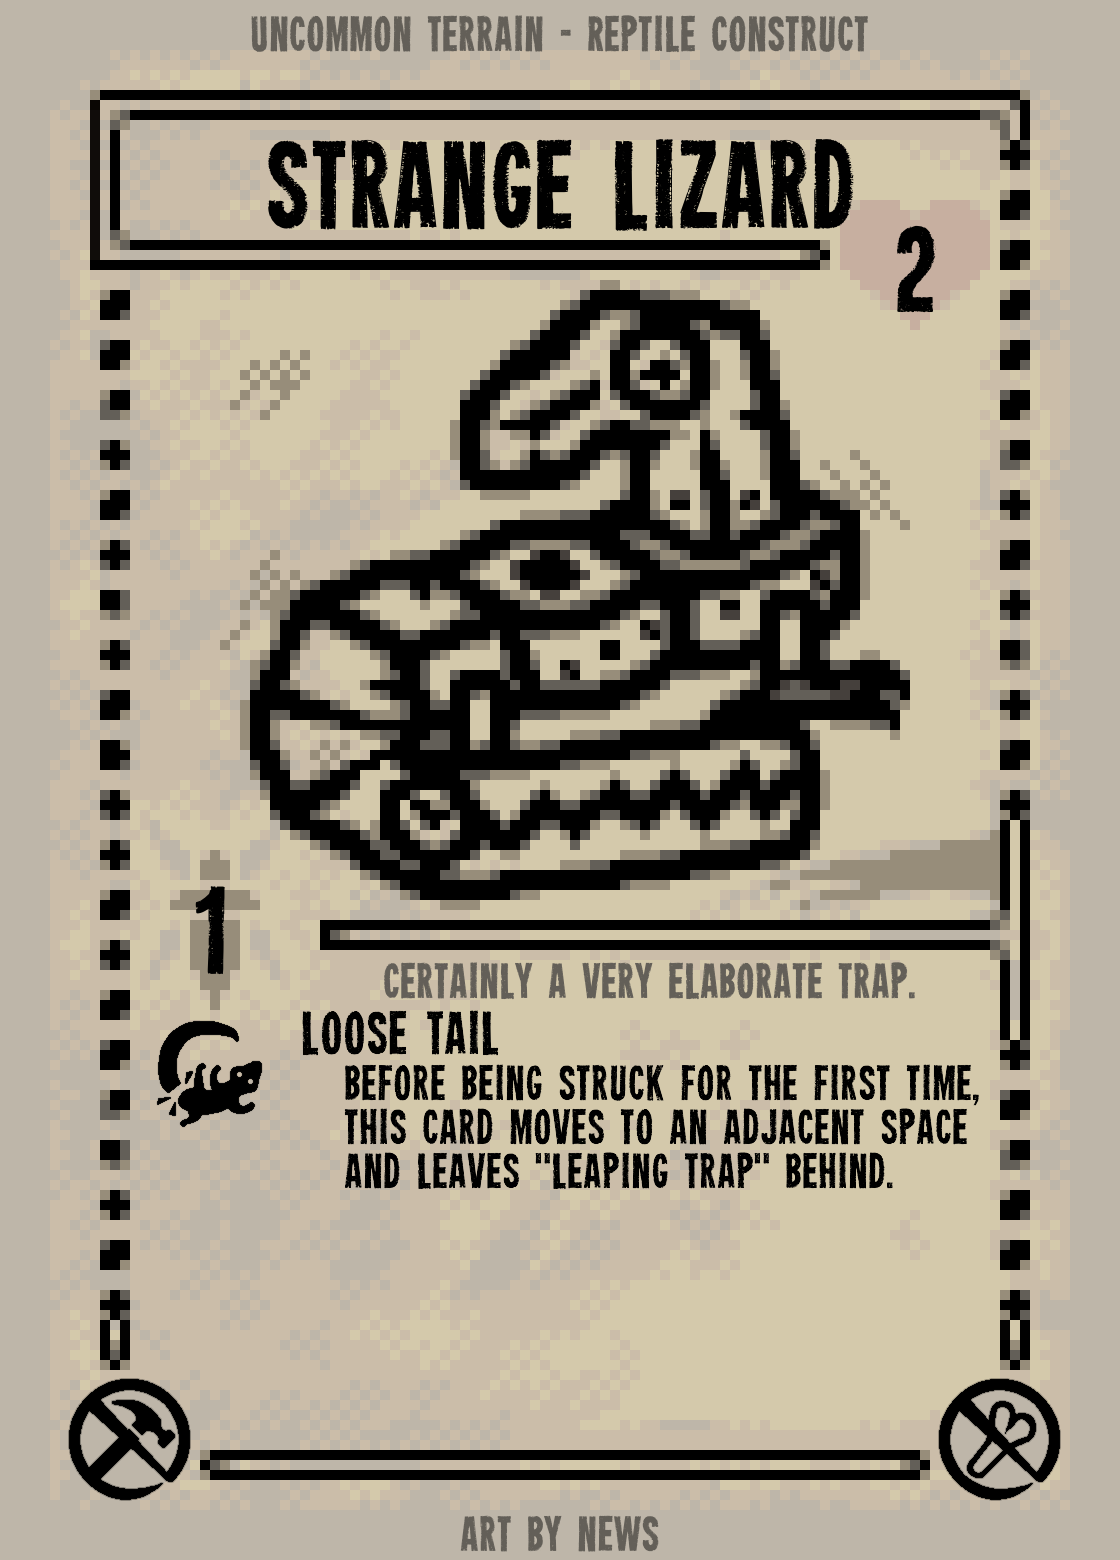 UNCOMMON TERRAIN - REPTILE CONSTRUCT
STRANGE LIZARD
2
1
CERTAINLY A VERY ELABORATE TRAP.
LOOSE TAIL
BEFORE BEING STRUCK FOR THE FIRST TIME,
THIS CARD MOVES TO AN ADJACENT SPACE
AND LEAVES "LEAPING TRAP" BEHIND.
ART BY NEWS